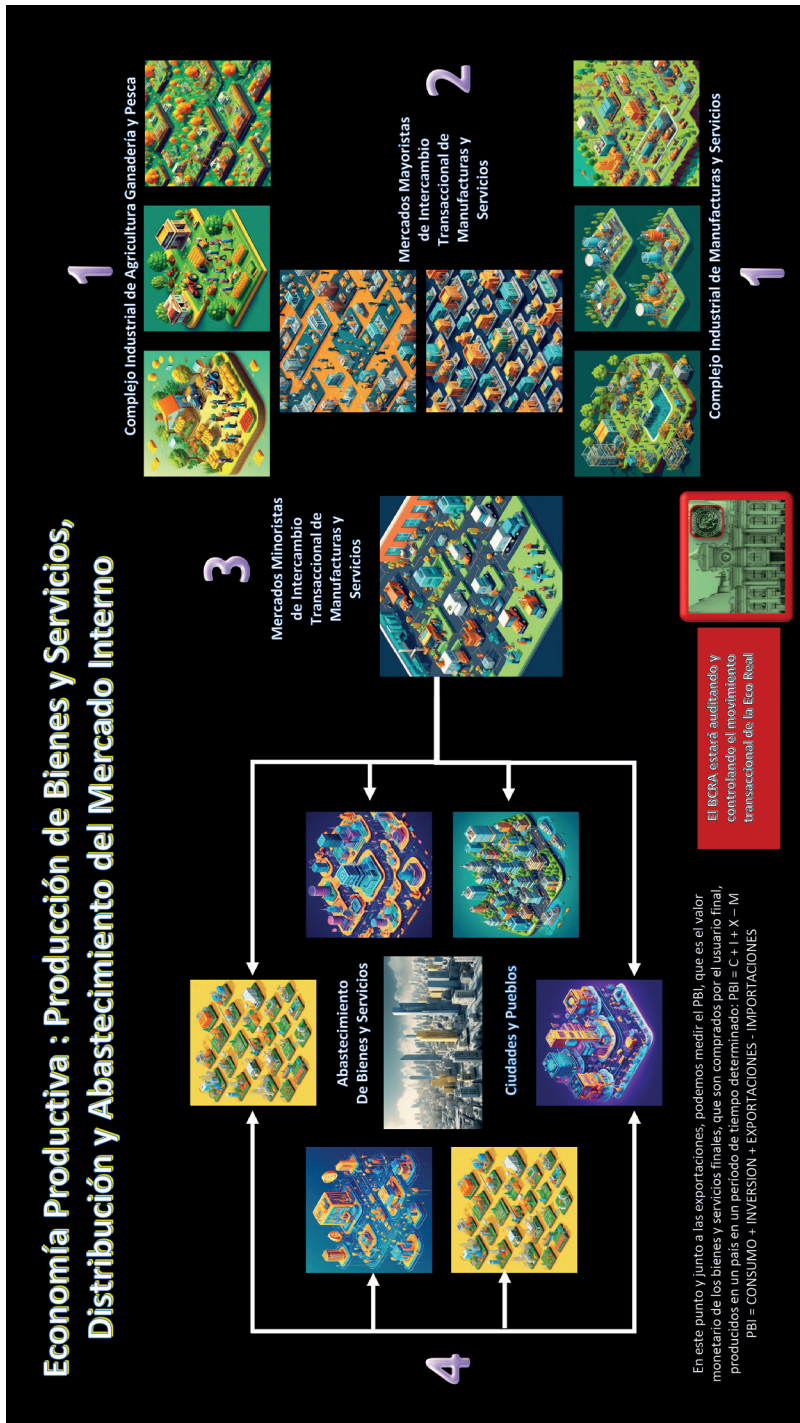 Economía Productiva : Producción de Bienes y Servicios,
Distribución y Abastecimiento del Mercado Interno
1
Complejo Industrial de Agricultura Ganadería y Pesca
2
Mercados Mayoristas
de Intercambio
Transaccional de
Manufacturas y
Servicios
1
Complejo Industrial de Manufacturas y Servicios
3
Mercados Minoristas
de Intercambio
Transaccional de
Manufacturas y
Servicios
4
Abastecimiento
De Bienes y Servicios
Ciudades y Pueblos
El BCRA estará auditando y
controlando el movimiento
transaccional de la Eco Real
En este punto y junto a las exportaciones, podemos medir el PBI, que es el valor
monetario de los bienes y servicios finales, que son comprados por el usuario final,
producidos en un país en un período de tiempo determinado: PBI = C + I + X – M
PBI = CONSUMO + INVERSION + EXPORTACIONES - IMPORTACIONES